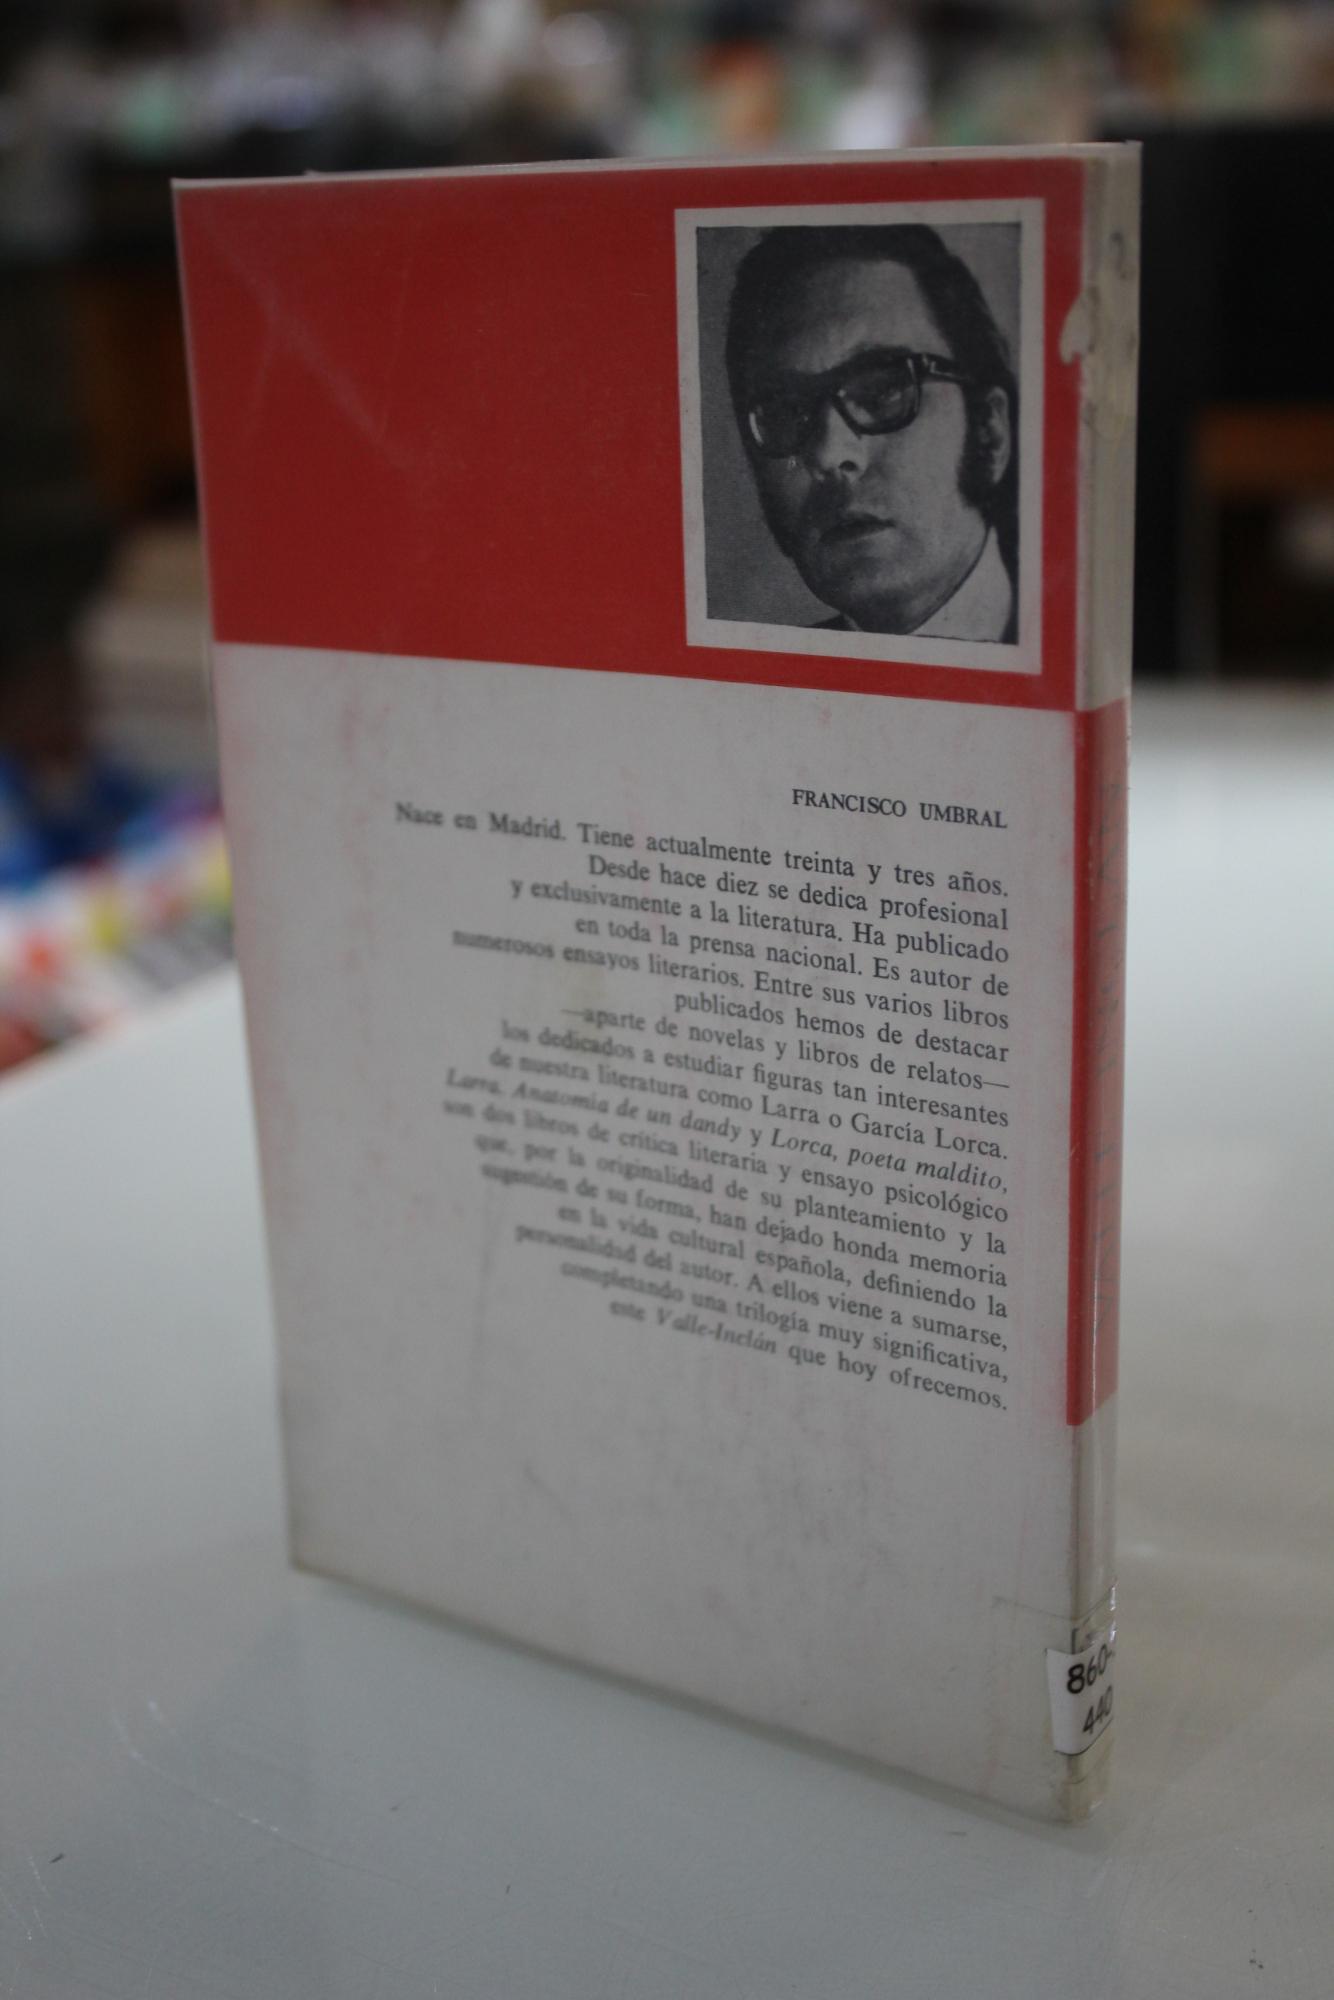 FRANCISCO UMBRAL
Nace en Madrid. Tiene actualmente treinta y tres años.
Desde hace diez se dedica profesional
y exclusivamente a la literatura. Ha publicado
en toda la prensa nacional. Es autor de
numerosos ensayos literarios. Entre sus varios libros
publicados hemos de destacar
—aparte de novelas y libros de relatos—
los dedicados a estudiar figuras tan interesantes
de nuestra literatura como Larra o García Lorca.
Larra. Anatomía de un dandy y Lorca, poeta maldito,
son dos libros de crítica literaria y ensayo psicológico
que, por la originalidad de su planteamiento y la
sugestión de su forma, han dejado honda memoria
en la vida cultural española, definiendo la
personalidad del autor. A ellos viene a sumarse,
completando una trilogía muy significativa,
este Valle-Inclán que hoy ofrecemos.
860-
440